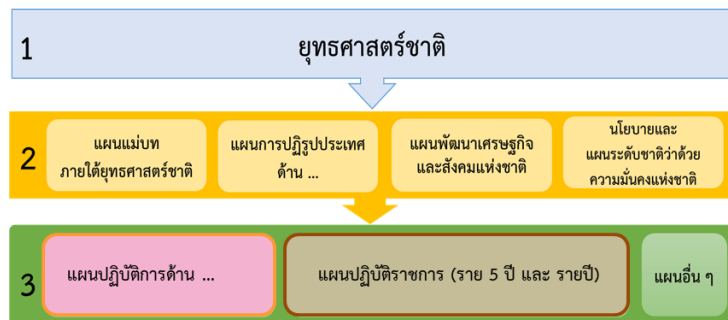 1
ยุทธศาสตร์ชาติ
2
แผนแม่บท
ภายใต้ยุทธศาสตร์ชาติ
แผนการปฏิรูปประเทศ
ด้าน ...
แผนพัฒนาเศรษฐกิจ
และสังคมแห่งชาติ
นโยบายและ
แผนระดับชาติว่าด้วย
ความมั่นคงแห่งชาติ
3
แผนปฏิบัติการด้าน ...
แผนปฏิบัติราชการ (ราย 5 ปี และ รายปี)
แผนอื่น ๆ